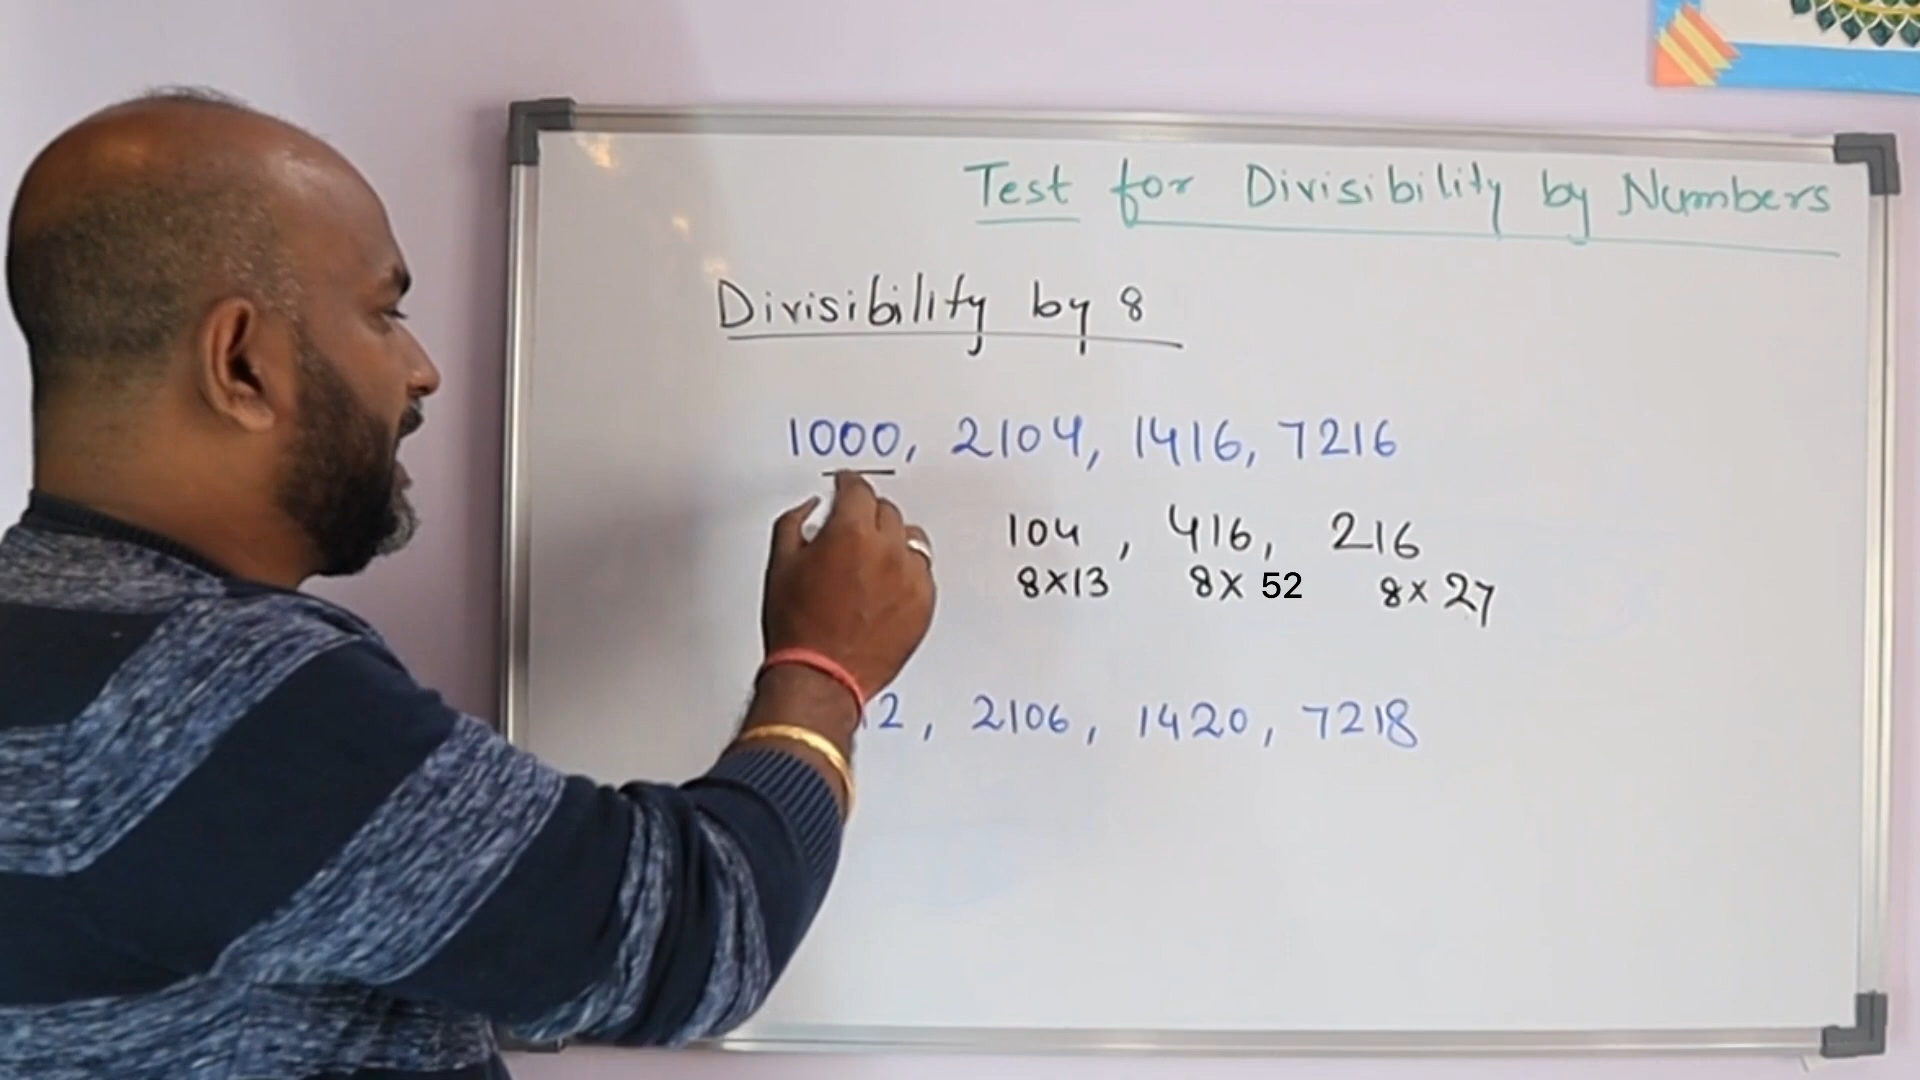 Test for Divisibility by Numbers
Divisibility by 8
1000, 2104, 1416, 7216
104, 416, 216
8×13 8×52 8×27
2106, 1420, 7218